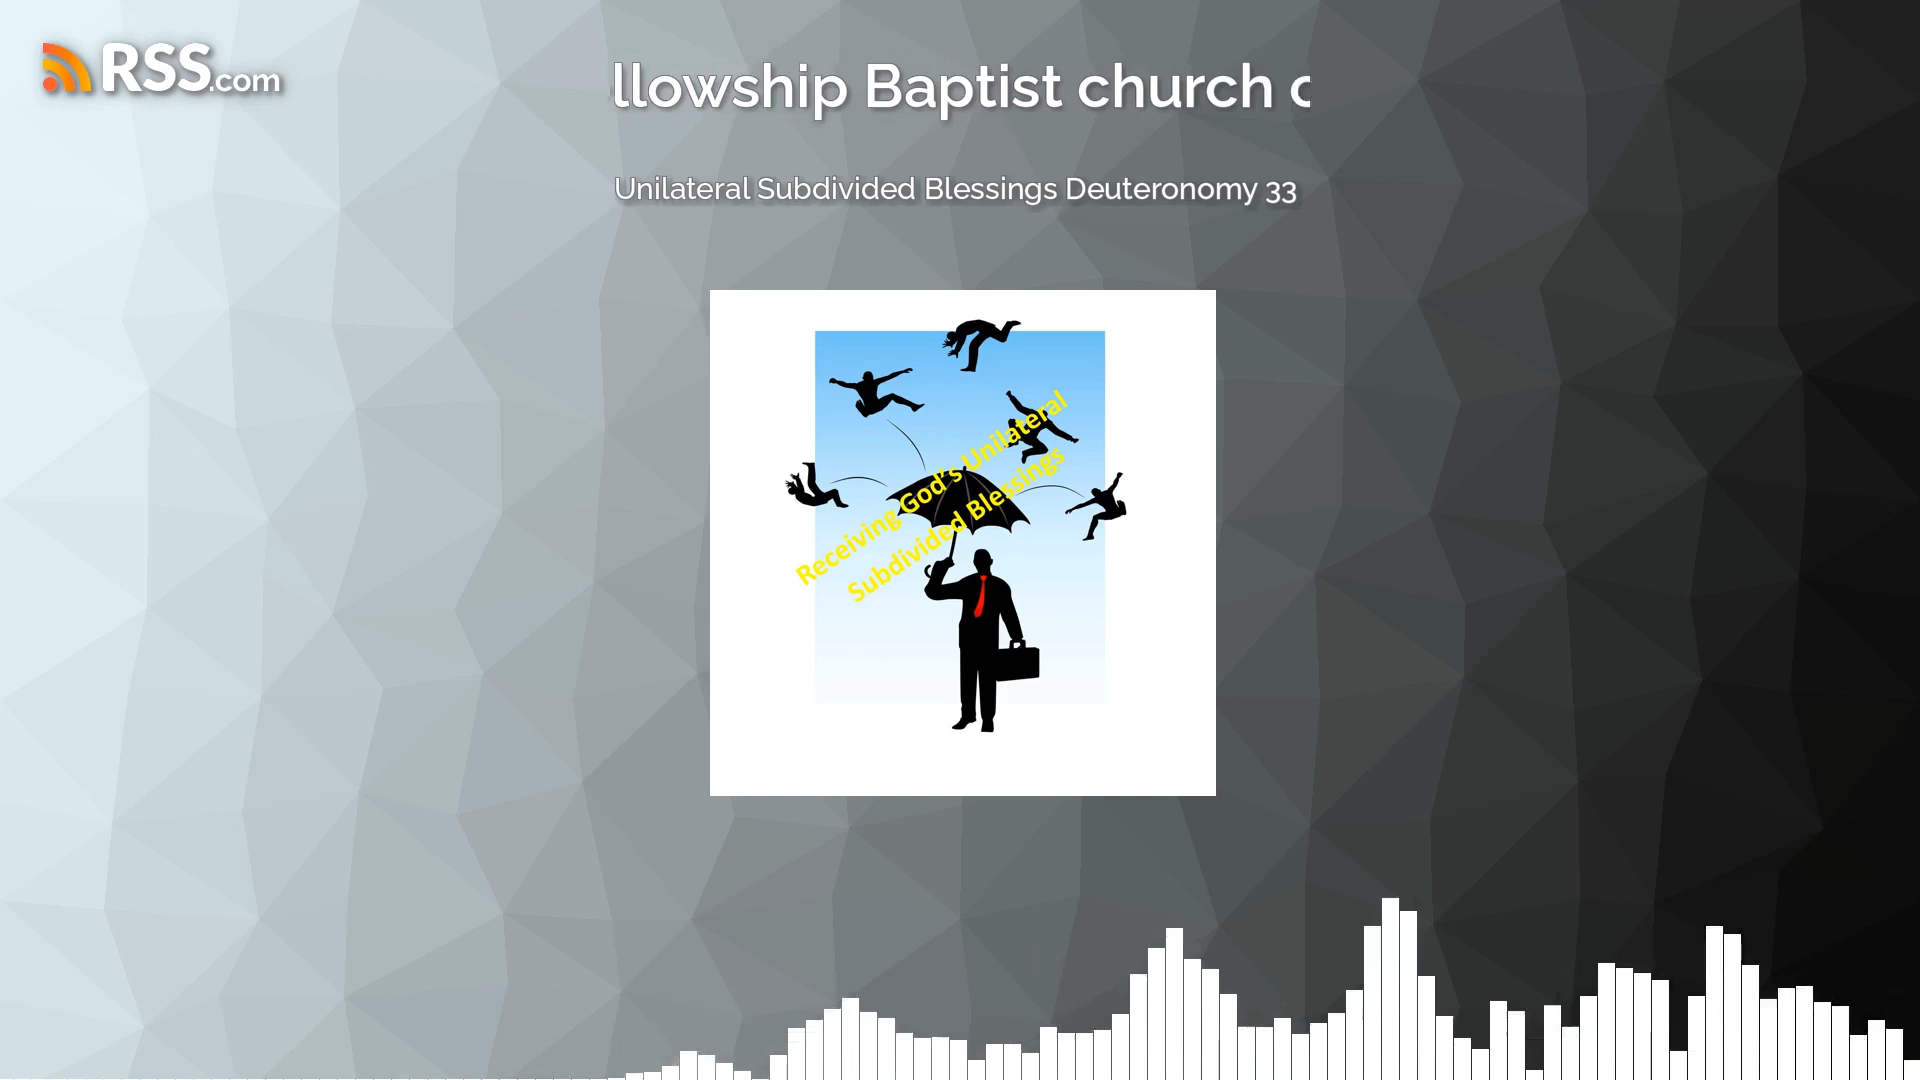 RSS.com
llowship Baptist church c
Unilateral Subdivided Blessings Deuteronomy 33
Receiving God's Unilateral
Subdivided Blessings